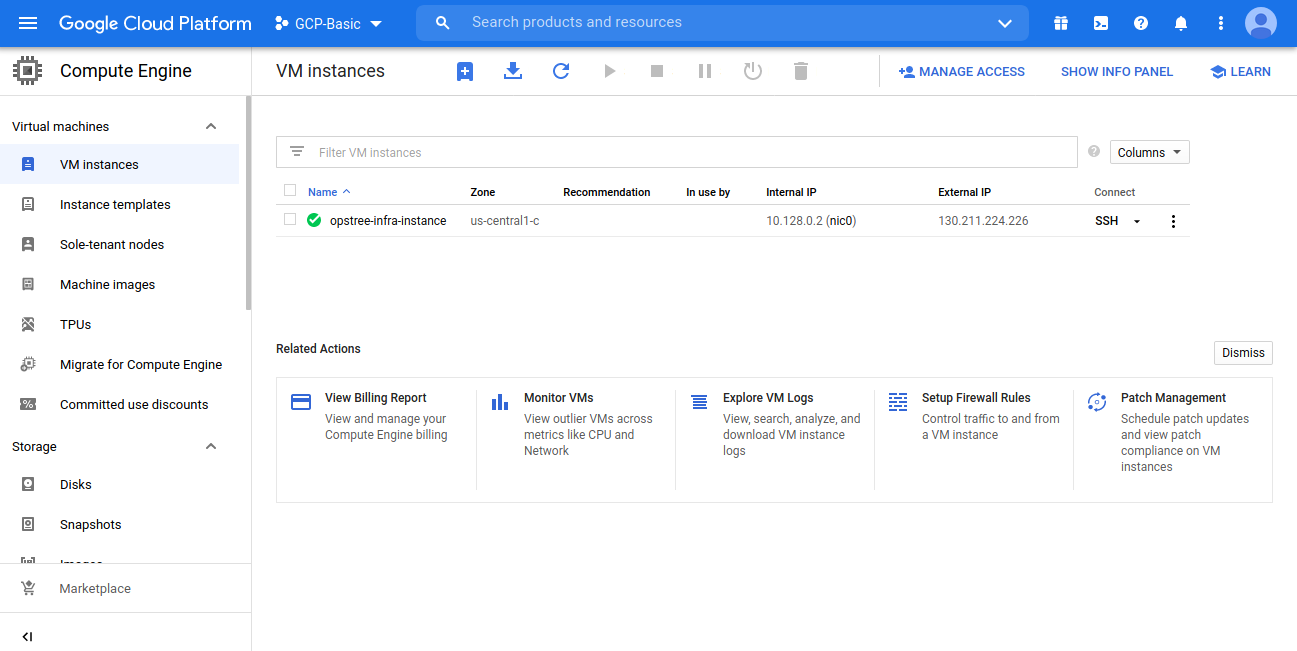 Google Cloud Platform
GCP-Basic
Search products and resources
Compute Engine
VM instances
MANAGE ACCESS
SHOW INFO PANEL
LEARN
Virtual machines
VM instances
Instance templates
Sole-tenant nodes
Machine images
TPUs
Migrate for Compute Engine
Committed use discounts
Storage
Disks
Snapshots
Images
Marketplace
Filter VM instances
Columns
Name Zone Recommendation In use by Internal IP External IP Connect
opstree-infra-instance us-central1-c 10.128.0.2 (nic0) 130.211.224.226 SSH
Related Actions
Dismiss
View Billing Report
View and manage your
Compute Engine billing
Monitor VMs
View outlier VMs across
metrics like CPU and
Network
Explore VM Logs
View, search, analyze, and
download VM instance
logs
Setup Firewall Rules
Control traffic to and from
a VM instance
Patch Management
Schedule patch updates
and view patch
compliance on VM
instances